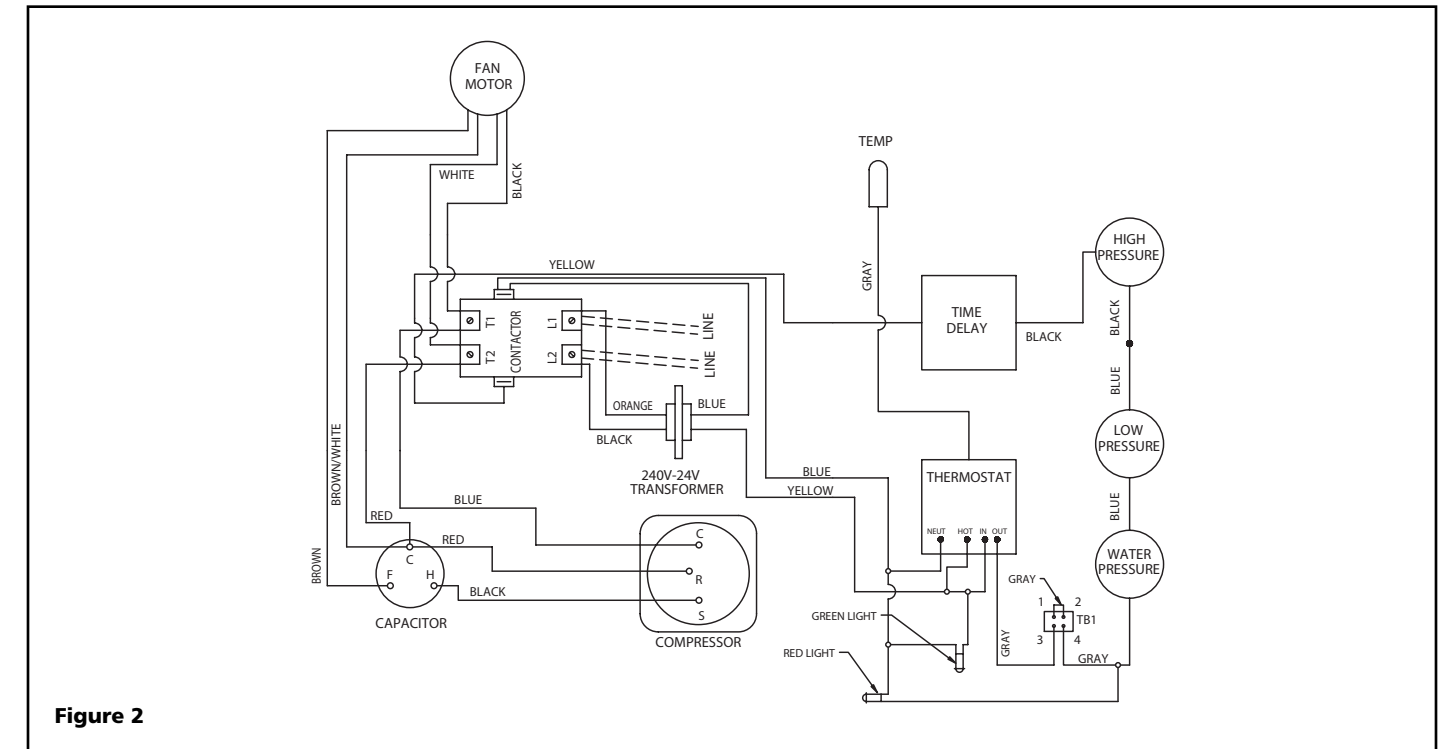 FAN
MOTOR
WHITE
BLACK
TEMP
GRAY
YELLOW
HIGH
PRESSURE
TIME
DELAY
BLACK
BLACK
BLUE
LOW
PRESSURE
BLUE
WATER
PRESSURE
T1
T2
CONTACTOR
L1
L2
LINE
LINE
ORANGE
BLUE
BLACK
240V-24V
TRANSFORMER
BLUE
YELLOW
THERMOSTAT
NEUT HOT IN OUT
BROWN/WHITE
BROWN
RED
RED
BLUE
BLACK
C
F H
CAPACITOR
C
R
S
COMPRESSOR
GREEN LIGHT
RED LIGHT
GRAY
GRAY
1 2
TB1
3 4
GRAY
Figure 2